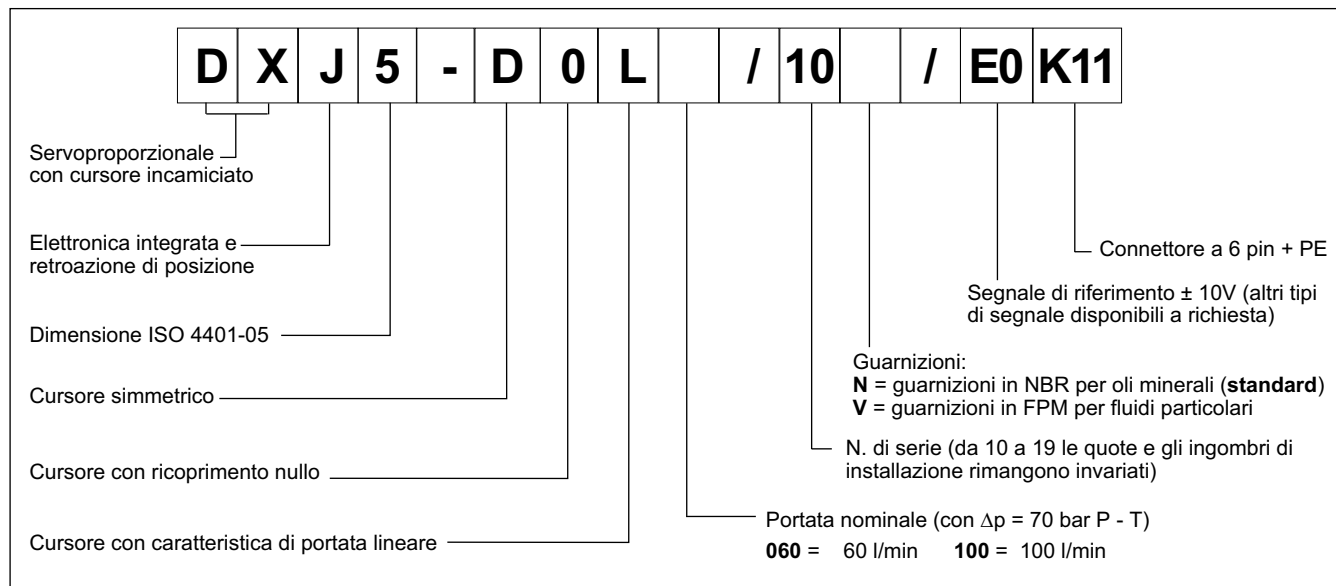 D X J 5 - D 0 L / 10 / E0 K11
Servoproporzionale
con cursore incamiciato
Elettronica integrata e
retroazione di posizione
Dimensione ISO 4401-05
Cursore simmetrico
Cursore con ricoprimento nullo
Cursore con caratteristica di portata lineare
Connettore a 6 pin + PE
Segnale di riferimento ± 10V (altri tipi
di segnale disponibili a richiesta)
Guarnizioni:
N = guarnizioni in NBR per oli minerali (standard)
V = guarnizioni in FPM per fluidi particolari
N. di serie (da 10 a 19 le quote e gli ingombri di
installazione rimangono invariati)
Portata nominale (con Δp = 70 bar P - T)
060 = 60 l/min 100 = 100 l/min